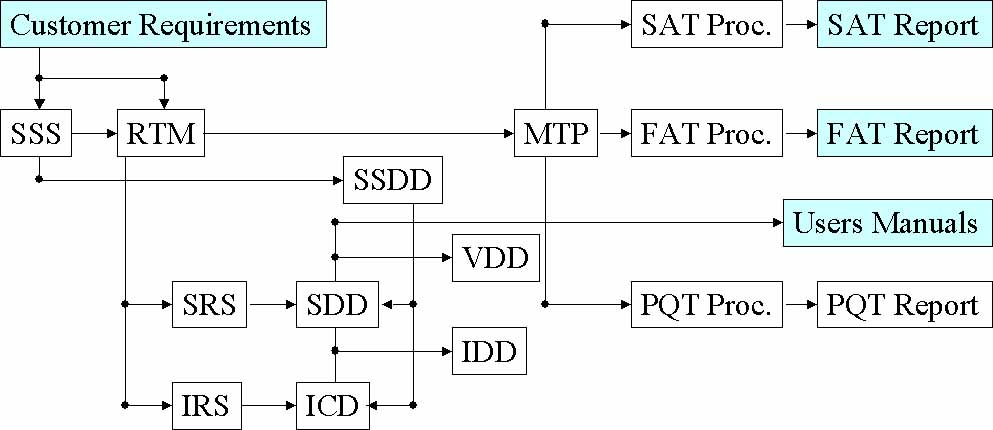 Customer Requirements
SAT Proc.
SAT Report
SSS
RTM
MTP
FAT Proc.
FAT Report
SSDD
Users Manuals
VDD
SRS
SDD
PQT Proc.
PQT Report
IDD
IRS
ICD